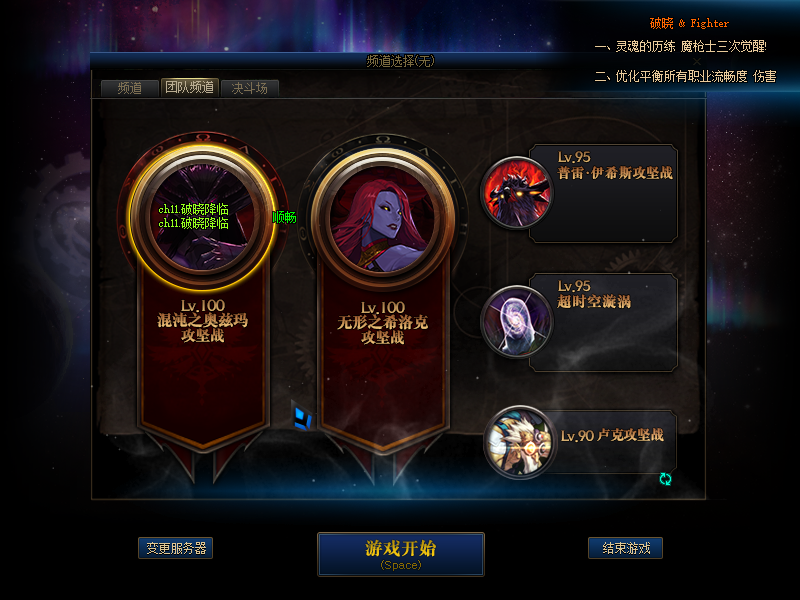 破晓 & Fighter
一、灵魂的历练 魔枪士三次觉醒!
频道选择(无)
二、优化平衡所有职业流畅度 伤害
频道
团队频道
决斗场
ch11.破晓降临
ch11.破晓降临
顺畅
Lv.100
混沌之奥兹玛
攻坚战
Lv.100
无形之希洛克
攻坚战
Lv.95
普雷·伊希斯攻坚战
Lv.95
超时空漩涡
Lv.90 卢克攻坚战
变更服务器
游戏开始
(Space)
结束游戏